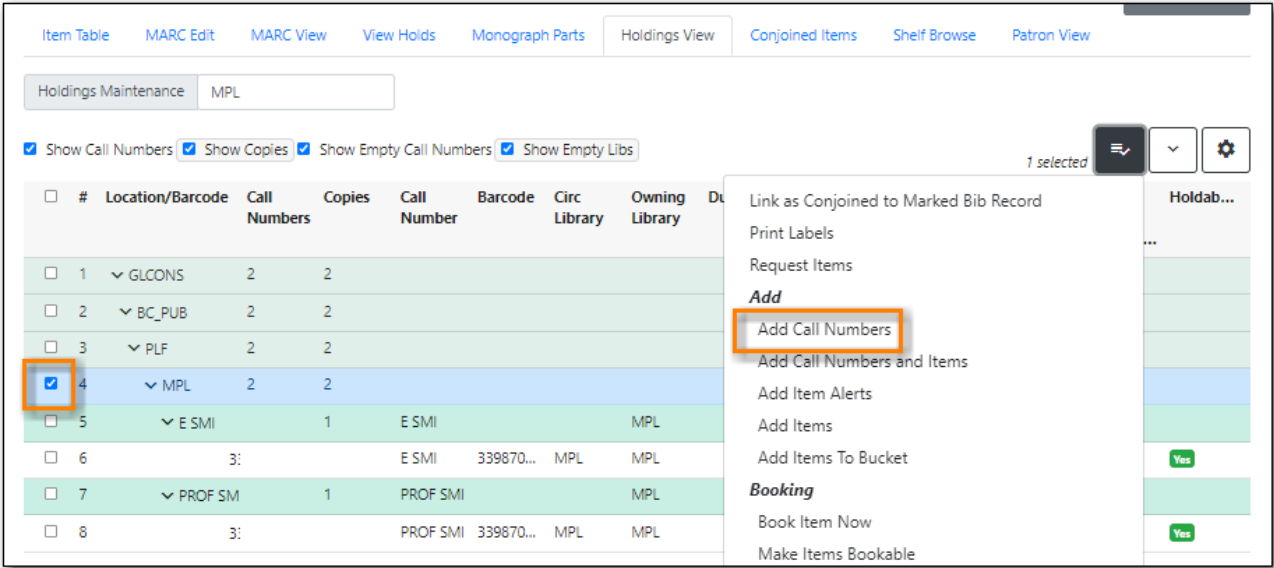 Item Table MARC Edit MARC View View Holds Monograph Parts Holdings View Conjoined Items Shelf Browse Patron View
Holdings Maintenance MPL
Show Call Numbers Show Copies Show Empty Call Numbers Show Empty Libs
1 selected
# Location/Barcode Call Numbers Copies Call Number Barcode Circ Library Owning Library Du Holdab...
...
1 GLCONS 2 2
2 BC_PUB 2 2
3 PLF 2 2
4 MPL 2 2
5 E SMI 1 E SMI MPL
6 33 E SMI 339870... MPL MPL Yes
7 PROF SM 1 PROF SMI MPL
8 33 PROF SMI 339870... MPL MPL Yes
Link as Conjoined to Marked Bib Record
Print Labels
Request Items
Add
Add Call Numbers
Add Call Numbers and Items
Add Item Alerts
Add Items
Add Items To Bucket
Booking
Book Item Now
Make Items Bookable